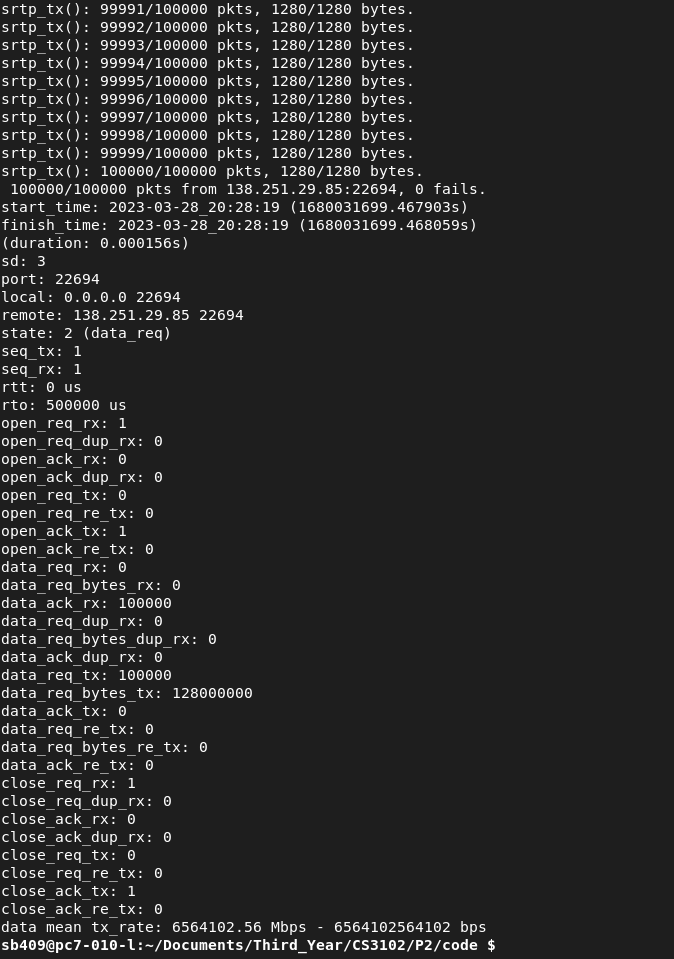 srtp_tx(): 99991/100000 pkts, 1280/1280 bytes.
srtp_tx(): 99992/100000 pkts, 1280/1280 bytes.
srtp_tx(): 99993/100000 pkts, 1280/1280 bytes.
srtp_tx(): 99994/100000 pkts, 1280/1280 bytes.
srtp_tx(): 99995/100000 pkts, 1280/1280 bytes.
srtp_tx(): 99996/100000 pkts, 1280/1280 bytes.
srtp_tx(): 99997/100000 pkts, 1280/1280 bytes.
srtp_tx(): 99998/100000 pkts, 1280/1280 bytes.
srtp_tx(): 99999/100000 pkts, 1280/1280 bytes.
srtp_tx(): 100000/100000 pkts, 1280/1280 bytes.
 100000/100000 pkts from 138.251.29.85:22694, 0 fails.
start_time: 2023-03-28_20:28:19 (1680031699.467903s)
finish_time: 2023-03-28_20:28:19 (1680031699.468059s)
(duration: 0.000156s)
sd: 3
port: 22694
local: 0.0.0.0 22694
remote: 138.251.29.85 22694
state: 2 (data_req)
seq_tx: 1
seq_rx: 1
rtt: 0 us
rto: 500000 us
open_req_rx: 1
open_req_dup_rx: 0
open_ack_rx: 0
open_ack_dup_rx: 0
open_req_tx: 0
open_req_re_tx: 0
open_ack_tx: 1
open_ack_re_tx: 0
data_req_rx: 0
data_req_bytes_rx: 0
data_ack_rx: 100000
data_req_dup_rx: 0
data_req_bytes_dup_rx: 0
data_ack_dup_rx: 0
data_req_tx: 100000
data_req_bytes_tx: 128000000
data_ack_tx: 0
data_req_re_tx: 0
data_req_bytes_re_tx: 0
data_ack_re_tx: 0
close_req_rx: 1
close_req_dup_rx: 0
close_ack_rx: 0
close_ack_dup_rx: 0
close_req_tx: 0
close_req_re_tx: 0
close_ack_tx: 1
close_ack_re_tx: 0
data mean tx_rate: 6564102.56 Mbps - 6564102564102 bps
sb409@pc7-010-l:~/Documents/Third_Year/CS3102/P2/code $